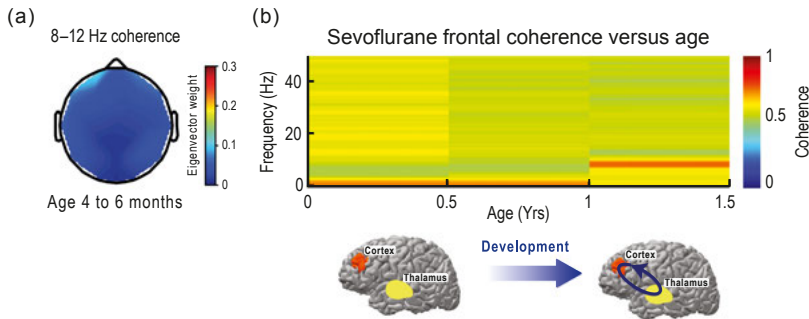 (a)
8–12 Hz coherence
0.3
0.2
0.1
0
Eigenvector weight
Age 4 to 6 months
(b)
Sevoflurane frontal coherence versus age
Frequency (Hz)
40
20
0
0
0.5
1
1.5
Age (Yrs)
1
0.5
0
Coherence
Cortex
Thalamus
Development
Cortex
Thalamus